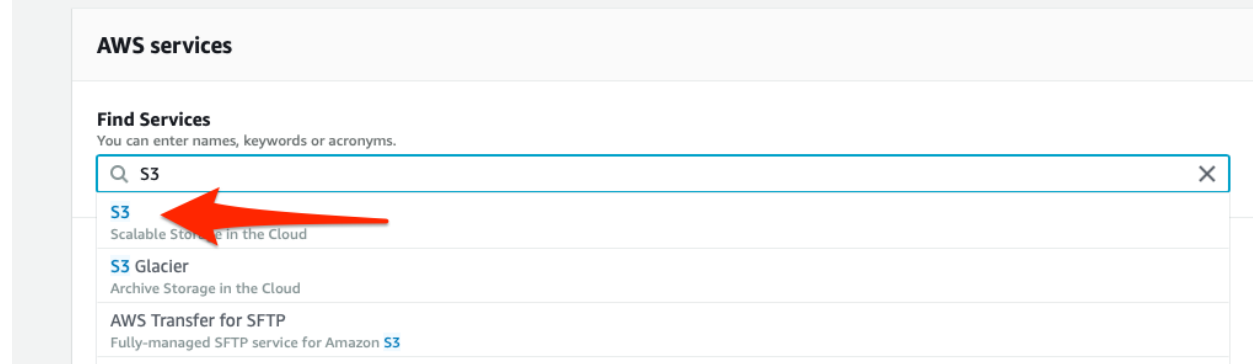 AWS services
Find Services
You can enter names, keywords or acronyms.
S3
S3
Scalable Storage in the Cloud
S3 Glacier
Archive Storage in the Cloud
AWS Transfer for SFTP
Fully-managed SFTP service for Amazon S3